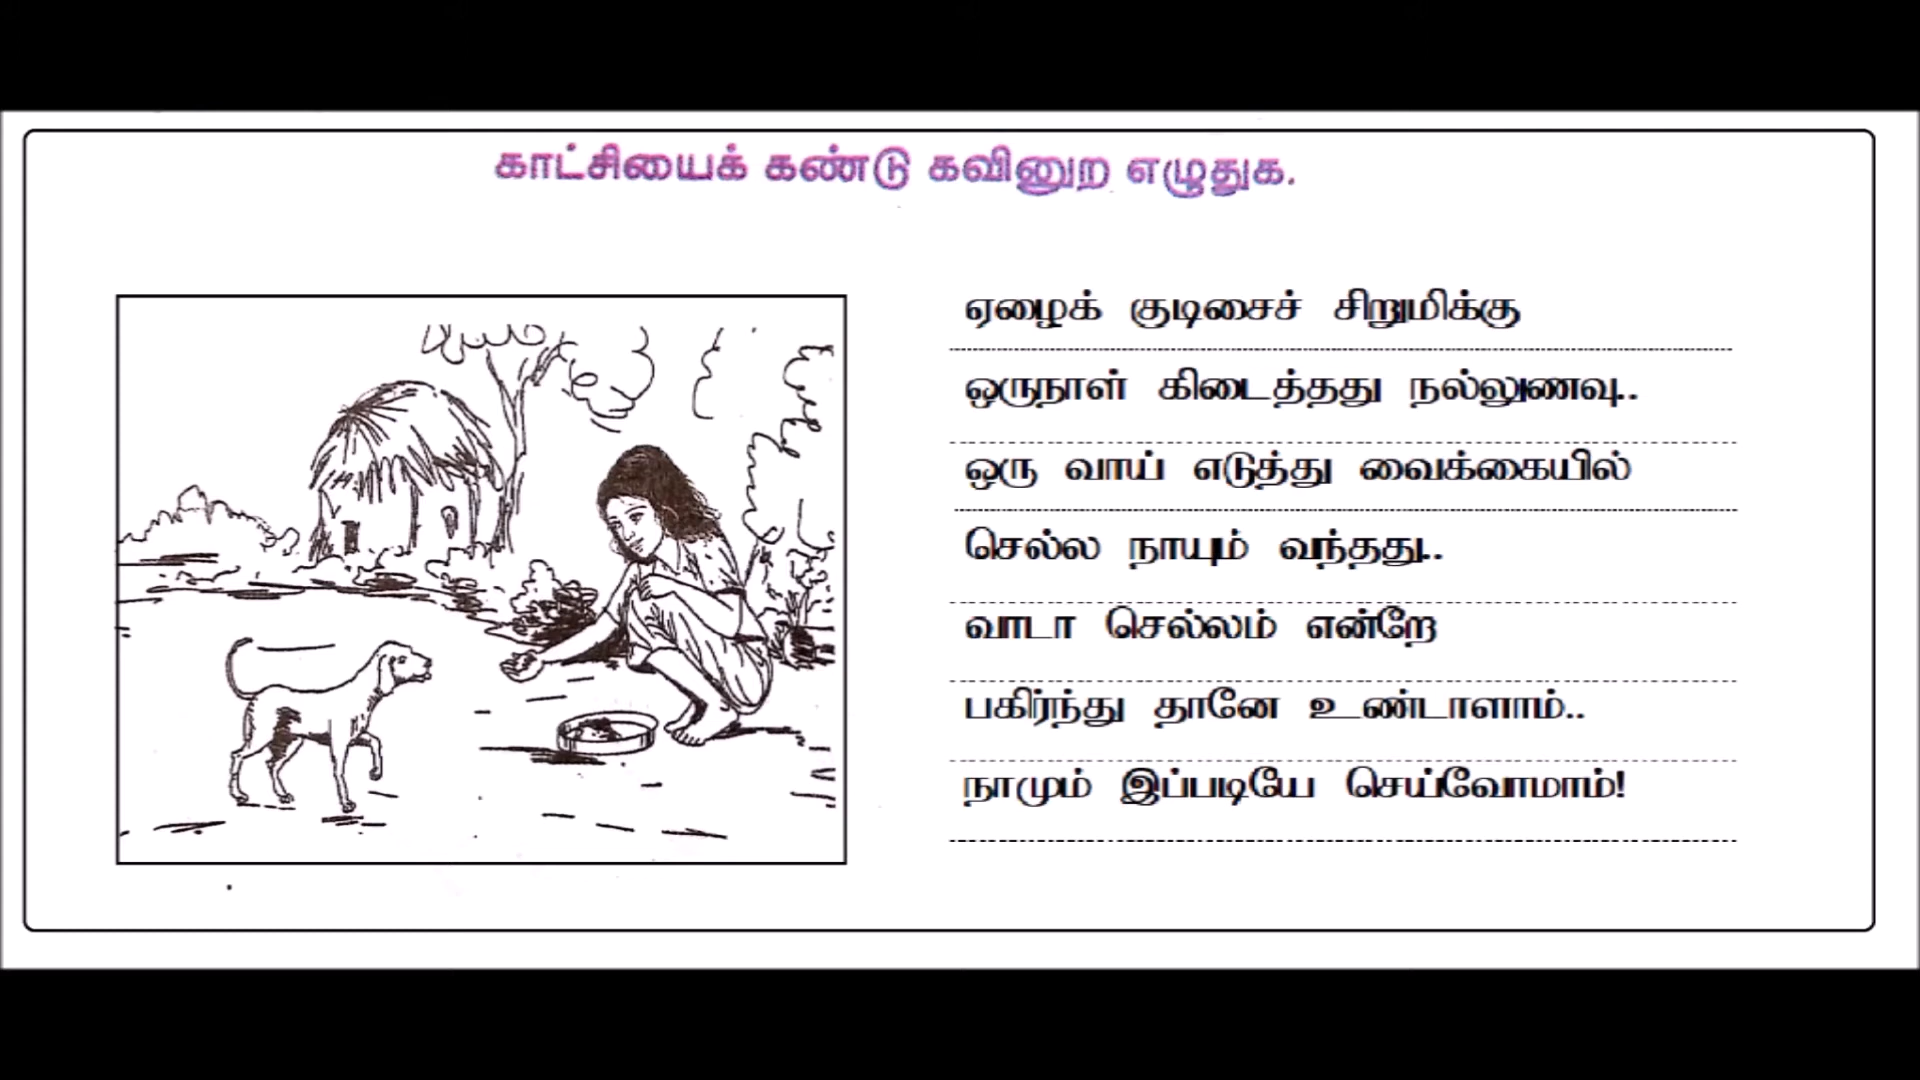 காட்சியைக் கண்டு கவினுற எழுதுக.
ஏழைக் குடிசைச் சிறுமிக்கு
ஒருநாள் கிடைத்தது நல்லுணவு..
ஒரு வாய் எடுத்து வைக்கையில்
செல்ல நாயும் வந்தது..
வாடா செல்லம் என்றே
பகிர்ந்து தானே உண்டாளாம்..
நாமும் இப்படியே செய்வோமாம்!